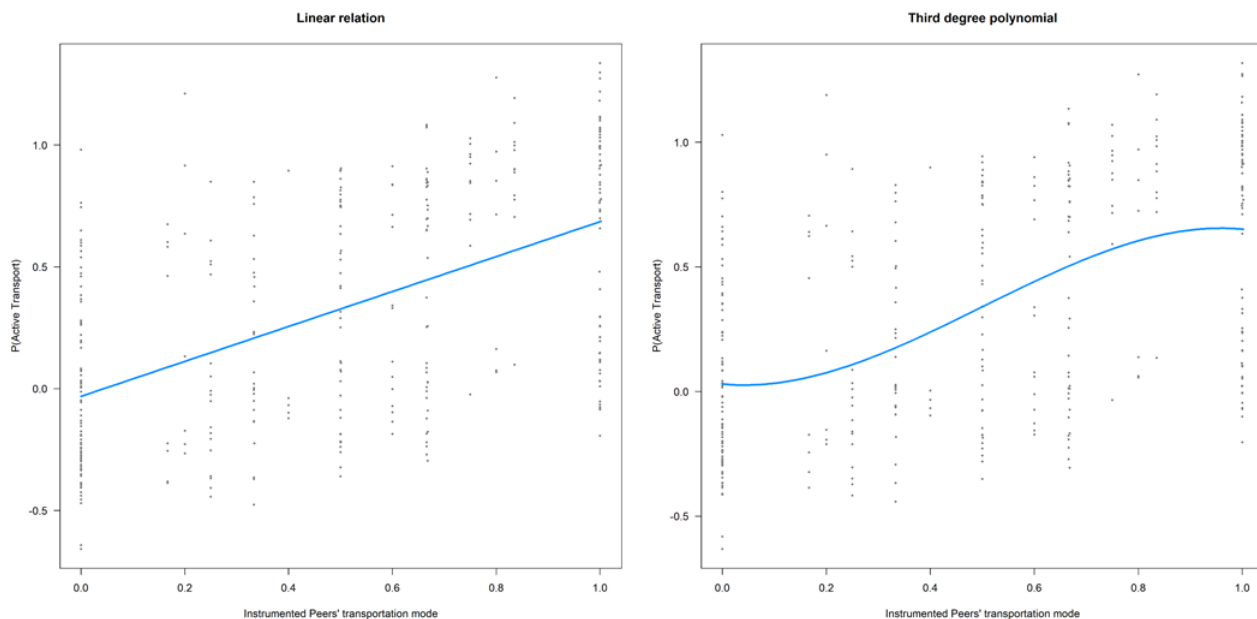 Linear relation
P(Active Transport)
1.0
0.5
0.0
-0.5
0.0 0.2 0.4 0.6 0.8 1.0
Instrumented Peers' transportation mode
Third degree polynomial
P(Active Transport)
1.0
0.5
0.0
-0.5
0.0 0.2 0.4 0.6 0.8 1.0
Instrumented Peers' transportation mode